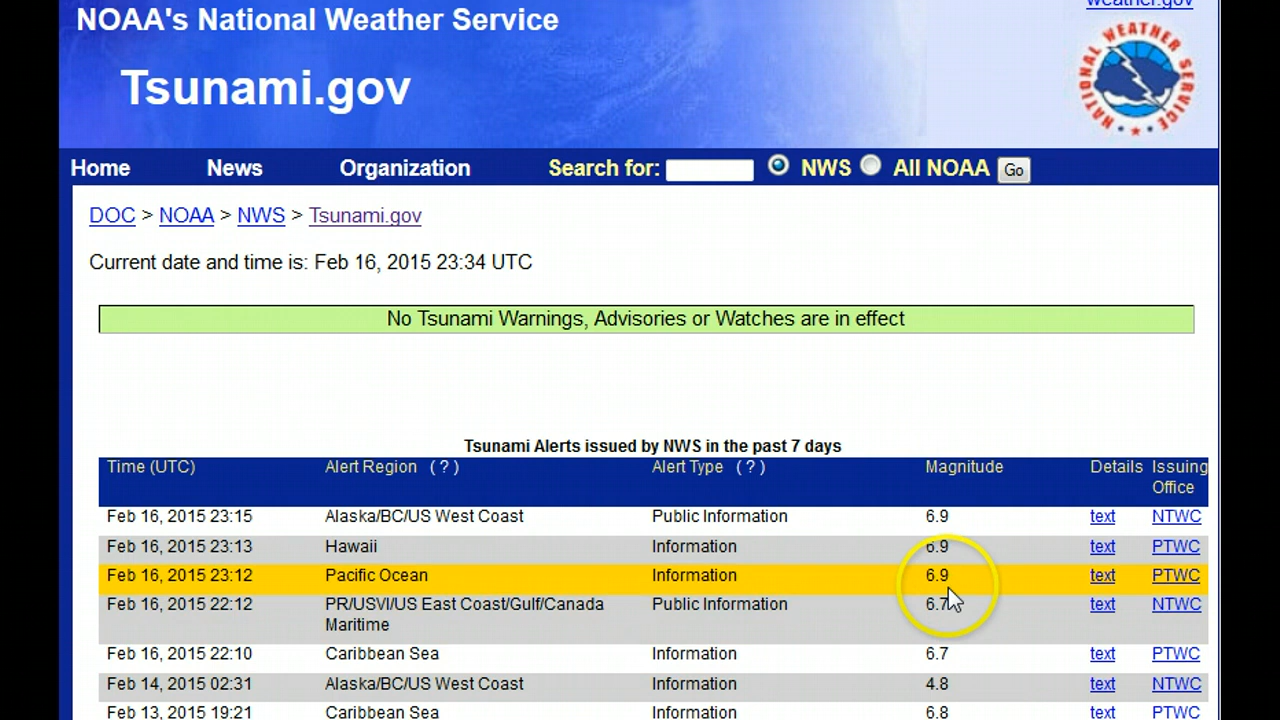 weather.gov
NOAA's National Weather Service
Tsunami.gov
NATIONAL WEATHER SERVICE
Home News Organization Search for: NWS All NOAA Go
DOC > NOAA > NWS > Tsunami.gov
Current date and time is: Feb 16, 2015 23:34 UTC
No Tsunami Warnings, Advisories or Watches are in effect
Tsunami Alerts issued by NWS in the past 7 days
Time (UTC) Alert Region ( ? ) Alert Type ( ? ) Magnitude Details Issuing
Office
Feb 16, 2015 23:15 Alaska/BC/US West Coast Public Information 6.9 text NTWC
Feb 16, 2015 23:13 Hawaii Information 6.9 text PTWC
Feb 16, 2015 23:12 Pacific Ocean Information 6.9 text PTWC
Feb 16, 2015 22:12 PR/USVI/US East Coast/Gulf/Canada Public Information 6.7 text NTWC
Maritime
Feb 16, 2015 22:10 Caribbean Sea Information 6.7 text PTWC
Feb 14, 2015 02:31 Alaska/BC/US West Coast Information 4.8 text NTWC
Feb 13, 2015 19:21 Caribbean Sea Information 6.8 text PTWC